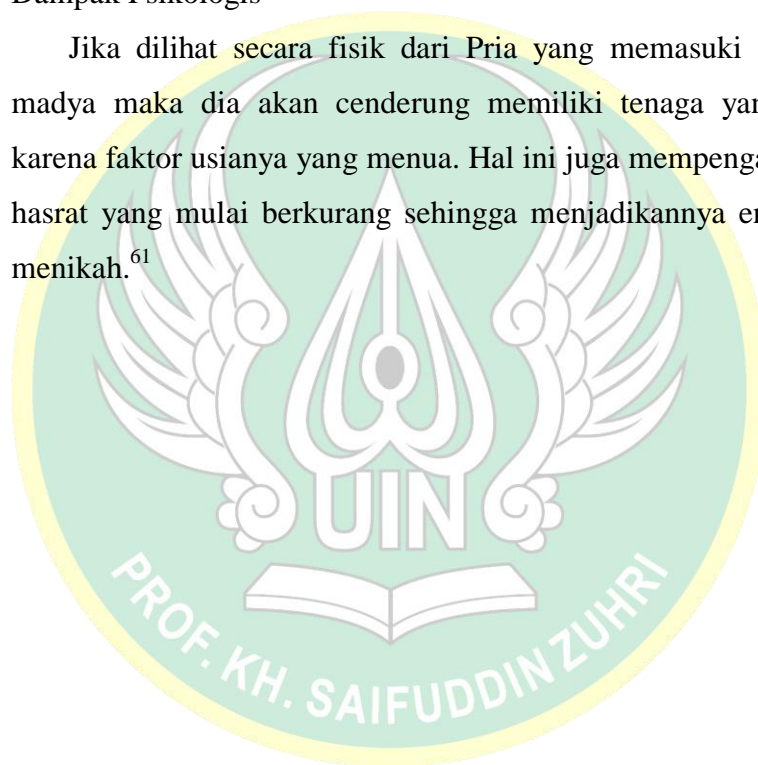 Dampak Psikologis
Jika dilihat secara fisik dari Pria yang memasuki
madya maka dia akan cenderung memiliki tenaga
karena faktor usianya yang menua. Hal ini juga
hasrat yang mulai berkurang sehingga menjadikannya
menikah.61
UIN
PROF. KH. SAIFUDDIN ZUHRI